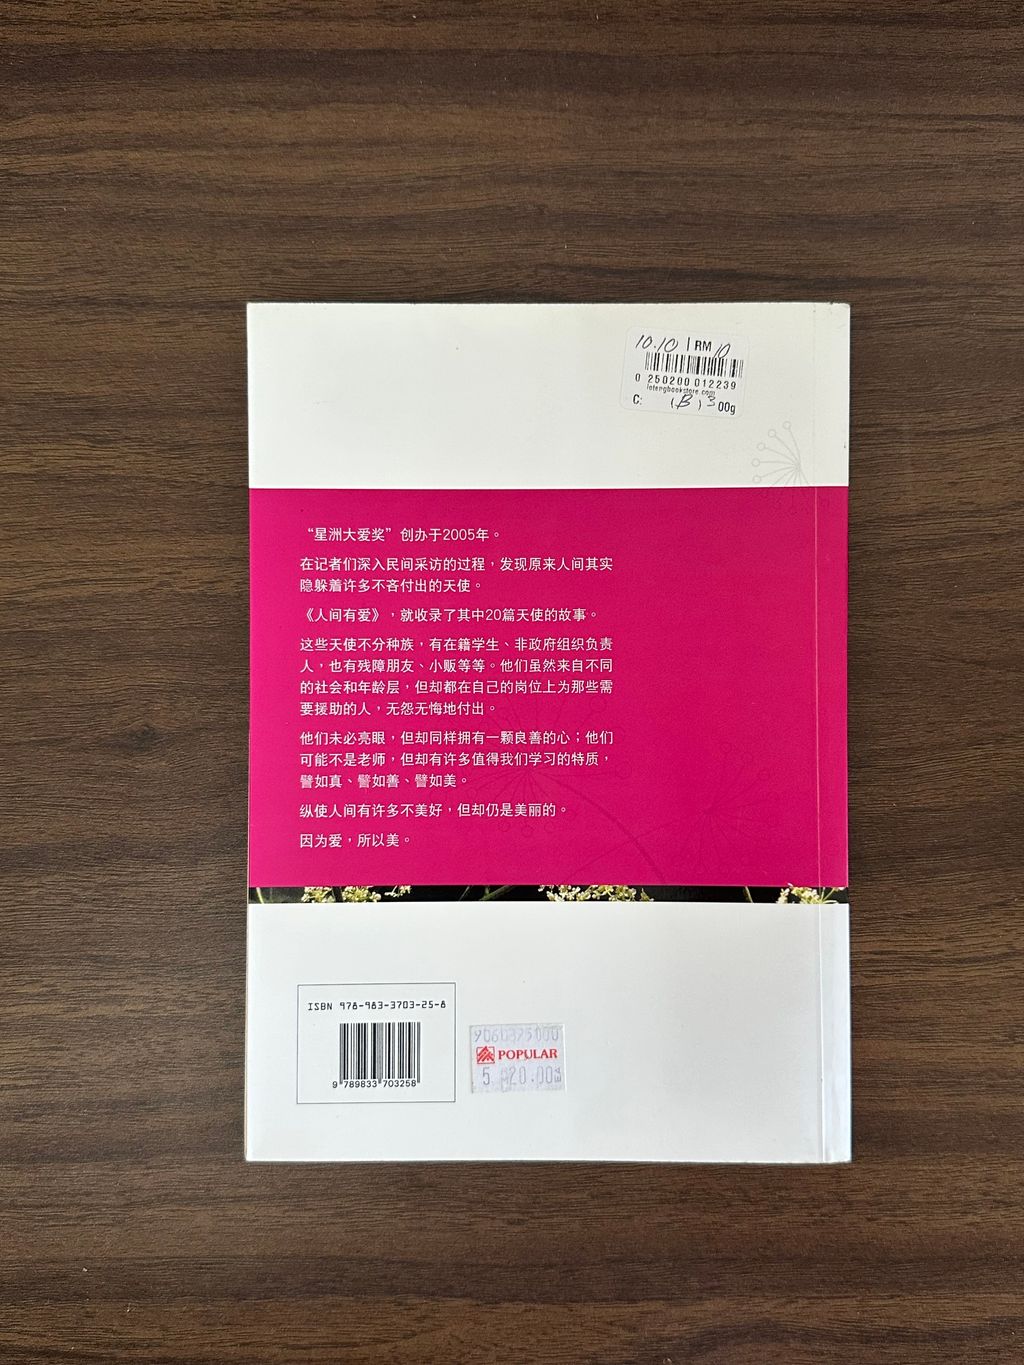 10.10 | RM 10
0 250200 012239
lotengbookstore.com
C: (B) 300g
“星洲大爱奖”创办于2005年。
在记者们深入民间采访的过程，发现原来人间其实
隐躲着许多不吝付出的天使。
《人间有爱》，就收录了其中20篇天使的故事。
这些天使不分种族，有在籍学生、非政府组织负责
人，也有残障朋友、小贩等等。他们虽然来自不同
的社会和年龄层，但却都在自己的岗位上为那些需
要援助的人，无怨无悔地付出。
他们未必亮眼，但却同样拥有一颗良善的心；他们
可能不是老师，但却有许多值得我们学习的特质，
譬如真、譬如善、譬如美。
纵使人间有许多不美好，但却仍是美丽的。
因为爱，所以美。
ISBN 978-983-3703-25-8
9 789833 703258
9060375000
POPULAR
5 20.00